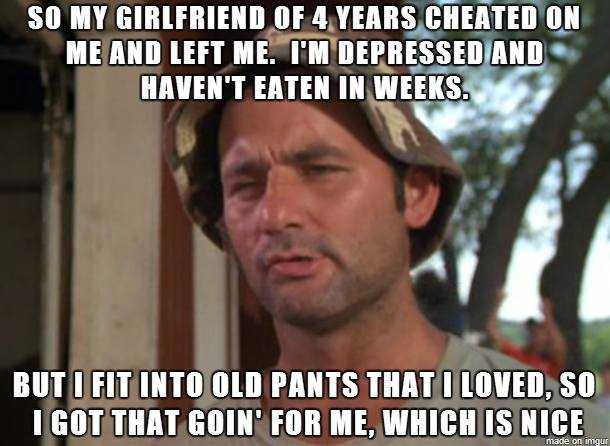 SO MY GIRLFRIEND OF 4 YEARS CHEATED ON
ME AND LEFT ME. I'M DEPRESSED AND
HAVEN'T EATEN IN WEEKS.
BUT I FIT INTO OLD PANTS THAT I LOVED, SO
I GOT THAT GOIN' FOR ME, WHICH IS NICE
made on imgur